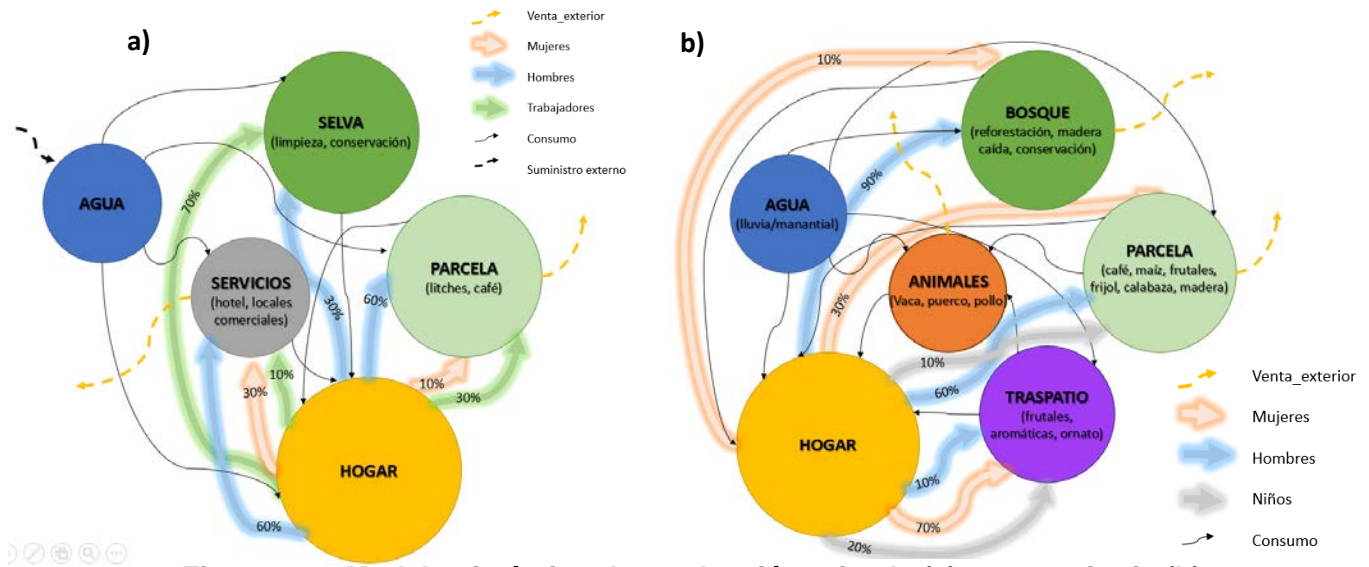 a)
Venta_exterior
Mujeres
Hombres
Trabajadores
Consumo
Suministro externo
SELVA
(limpieza, conservación)
AGUA
70%
SERVICIOS
(hotel, locales
comerciales)
PARCELA
(litches, café)
30%
60%
30%
10%
10%
30%
HOGAR
60%
b)
10%
BOSQUE
(reforestación, madera
caída, conservación)
90%
AGUA
(lluvia/manantial)
ANIMALES
(Vaca, puerco, pollo)
PARCELA
(café, maíz, frutales,
frijol, calabaza, madera)
30%
10%
60%
TRASPATIO
(frutales,
aromáticas, ornato)
HOGAR
10%
70%
20%
Venta_exterior
Mujeres
Hombres
Niños
Consumo